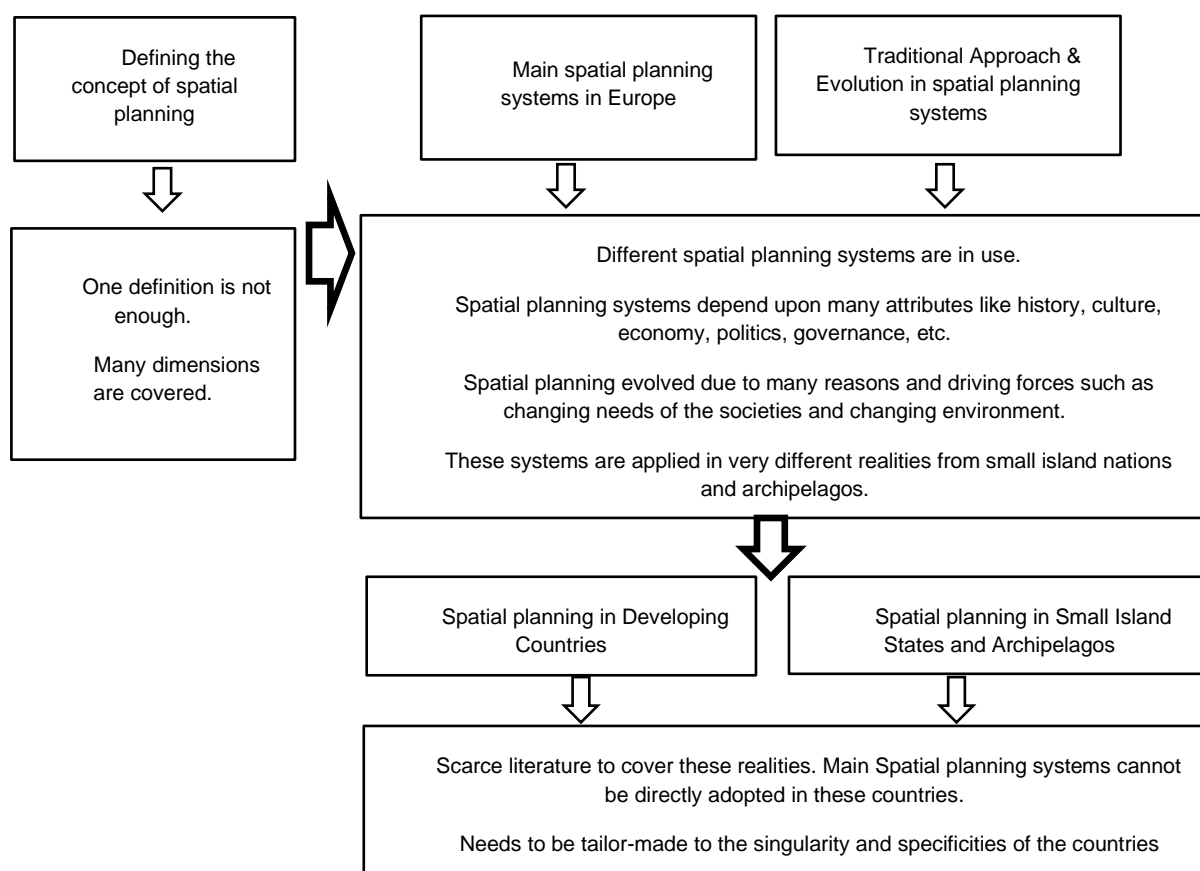 Defining the
concept of spatial
planning
Main spatial planning
systems in Europe
Traditional Approach &
Evolution in spatial planning
systems
One definition is not
enough.
Many dimensions
are covered.
Different spatial planning systems are in use.
Spatial planning systems depend upon many attributes like history, culture,
economy, politics, governance, etc.
Spatial planning evolved due to many reasons and driving forces such as
changing needs of the societies and changing environment.
These systems are applied in very different realities from small island nations
and archipelagos.
Spatial planning in Developing
Countries
Spatial planning in Small Island
States and Archipelagos
Scarce literature to cover these realities. Main Spatial planning systems cannot
be directly adopted in these countries.
Needs to be tailor-made to the singularity and specificities of the countries